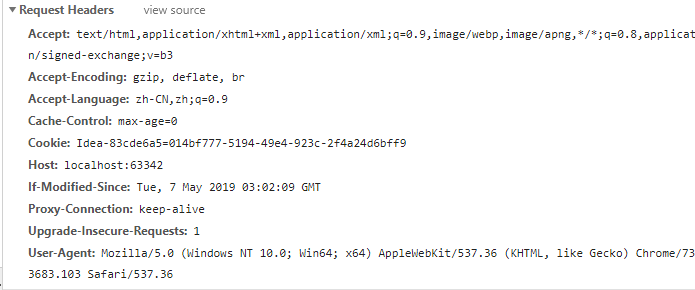 Request Headers view source
Accept: text/html,application/xhtml+xml,application/xml;q=0.9,image/webp,image/apng,*/*;q=0.8,applicat
n/signed-exchange;v=b3
Accept-Encoding: gzip, deflate, br
Accept-Language: zh-CN,zh;q=0.9
Cache-Control: max-age=0
Cookie: Idea-83cde6a5=014bf777-5194-49e4-923c-2f4a24d6bff9
Host: localhost:63342
If-Modified-Since: Tue, 7 May 2019 03:02:09 GMT
Proxy-Connection: keep-alive
Upgrade-Insecure-Requests: 1
User-Agent: Mozilla/5.0 (Windows NT 10.0; Win64; x64) AppleWebKit/537.36 (KHTML, like Gecko) Chrome/73
3683.103 Safari/537.36